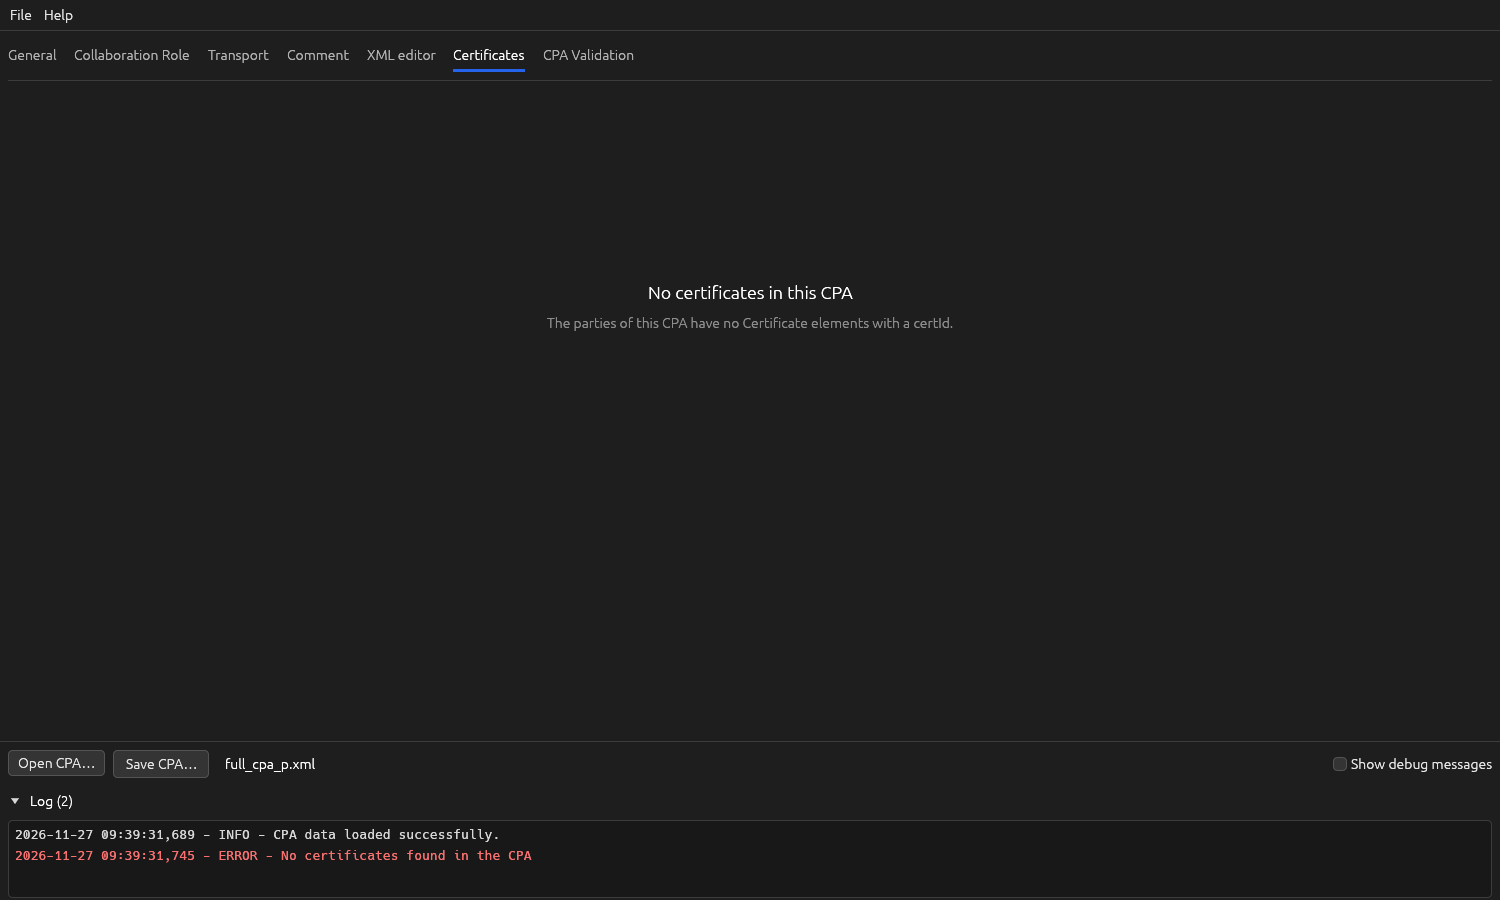 File Help
General Collaboration Role Transport Comment XML editor Certificates CPA Validation
No certificates in this CPA
The parties of this CPA have no Certificate elements with a certId.
Open CPA... Save CPA... full_cpa_p.xml Show debug messages
Log (2)
2026-11-27 09:39:31,689 - INFO - CPA data loaded successfully.
2026-11-27 09:39:31,745 - ERROR - No certificates found in the CPA